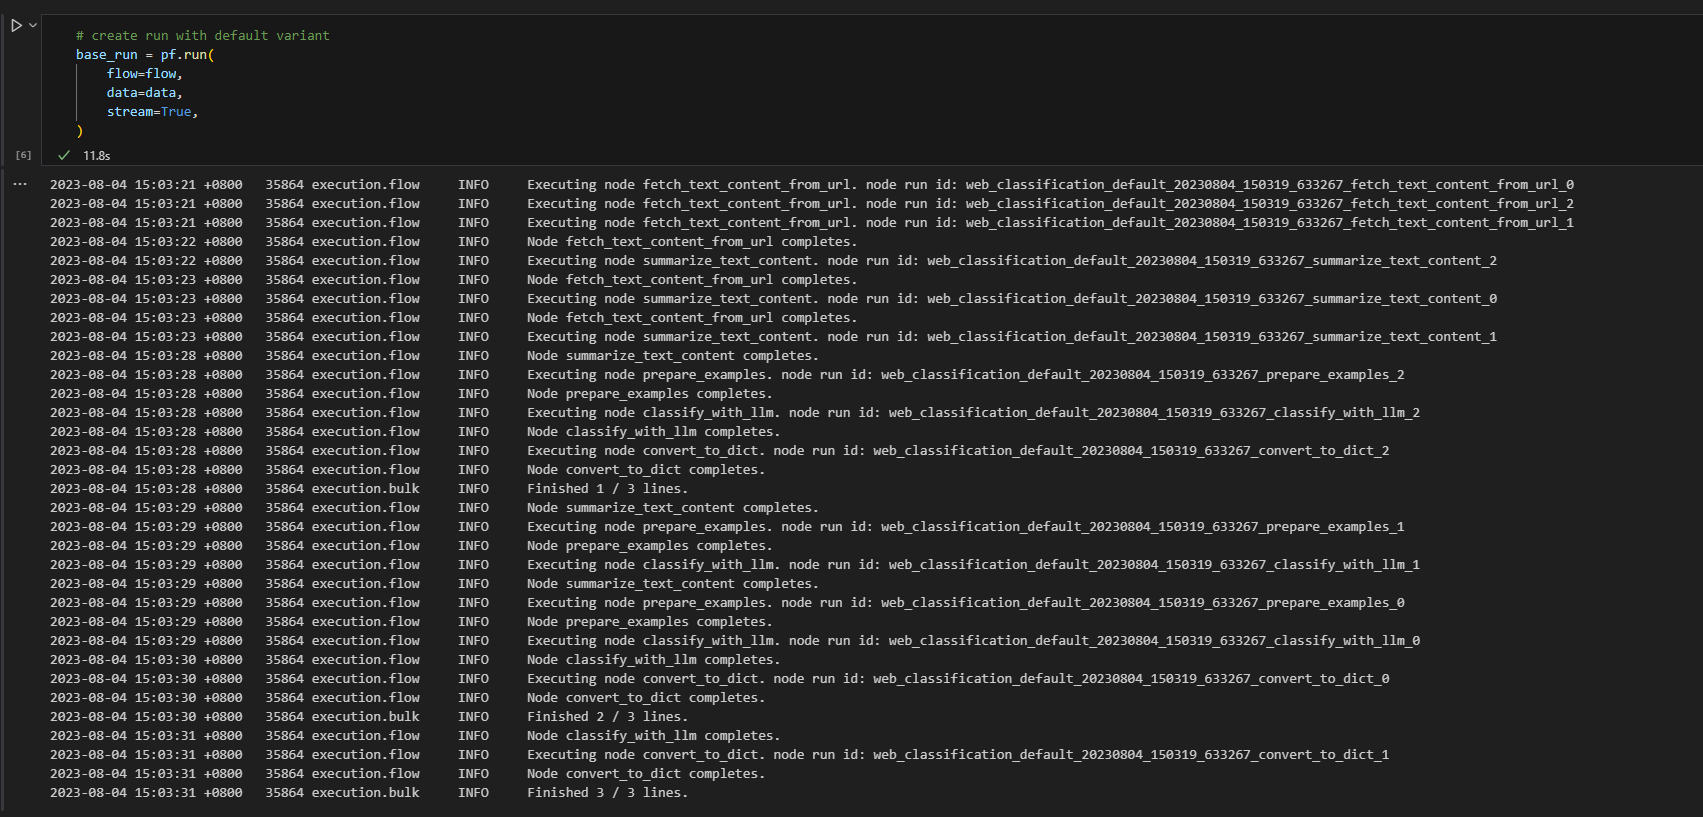 # create run with default variant
base_run = pf.run(
flow=flow,
data=data,
stream=True,
)
[6] 11.8s
2023-08-04 15:03:21 +0800 35864 execution.flow INFO Executing node fetch_text_content_from_url. node run id: web_classification_default_20230804_150319_633267_fetch_text_content_from_url_0
2023-08-04 15:03:21 +0800 35864 execution.flow INFO Executing node fetch_text_content_from_url. node run id: web_classification_default_20230804_150319_633267_fetch_text_content_from_url_2
2023-08-04 15:03:21 +0800 35864 execution.flow INFO Executing node fetch_text_content_from_url. node run id: web_classification_default_20230804_150319_633267_fetch_text_content_from_url_1
2023-08-04 15:03:22 +0800 35864 execution.flow INFO Node fetch_text_content_from_url completes.
2023-08-04 15:03:22 +0800 35864 execution.flow INFO Executing node summarize_text_content. node run id: web_classification_default_20230804_150319_633267_summarize_text_content_2
2023-08-04 15:03:23 +0800 35864 execution.flow INFO Node fetch_text_content_from_url completes.
2023-08-04 15:03:23 +0800 35864 execution.flow INFO Executing node summarize_text_content. node run id: web_classification_default_20230804_150319_633267_summarize_text_content_0
2023-08-04 15:03:23 +0800 35864 execution.flow INFO Node fetch_text_content_from_url completes.
2023-08-04 15:03:23 +0800 35864 execution.flow INFO Executing node summarize_text_content. node run id: web_classification_default_20230804_150319_633267_summarize_text_content_1
2023-08-04 15:03:28 +0800 35864 execution.flow INFO Node summarize_text_content completes.
2023-08-04 15:03:28 +0800 35864 execution.flow INFO Executing node prepare_examples. node run id: web_classification_default_20230804_150319_633267_prepare_examples_2
2023-08-04 15:03:28 +0800 35864 execution.flow INFO Node prepare_examples completes.
2023-08-04 15:03:28 +0800 35864 execution.flow INFO Executing node classify_with_llm. node run id: web_classification_default_20230804_150319_633267_classify_with_llm_2
2023-08-04 15:03:28 +0800 35864 execution.flow INFO Node classify_with_llm completes.
2023-08-04 15:03:28 +0800 35864 execution.flow INFO Executing node convert_to_dict. node run id: web_classification_default_20230804_150319_633267_convert_to_dict_2
2023-08-04 15:03:28 +0800 35864 execution.flow INFO Node convert_to_dict completes.
2023-08-04 15:03:28 +0800 35864 execution.bulk INFO Finished 1 / 3 lines.
2023-08-04 15:03:29 +0800 35864 execution.flow INFO Node summarize_text_content completes.
2023-08-04 15:03:29 +0800 35864 execution.flow INFO Executing node prepare_examples. node run id: web_classification_default_20230804_150319_633267_prepare_examples_1
2023-08-04 15:03:29 +0800 35864 execution.flow INFO Node prepare_examples completes.
2023-08-04 15:03:29 +0800 35864 execution.flow INFO Executing node classify_with_llm. node run id: web_classification_default_20230804_150319_633267_classify_with_llm_1
2023-08-04 15:03:29 +0800 35864 execution.flow INFO Node summarize_text_content completes.
2023-08-04 15:03:29 +0800 35864 execution.flow INFO Executing node prepare_examples. node run id: web_classification_default_20230804_150319_633267_prepare_examples_0
2023-08-04 15:03:29 +0800 35864 execution.flow INFO Node prepare_examples completes.
2023-08-04 15:03:29 +0800 35864 execution.flow INFO Executing node classify_with_llm. node run id: web_classification_default_20230804_150319_633267_classify_with_llm_0
2023-08-04 15:03:30 +0800 35864 execution.flow INFO Node classify_with_llm completes.
2023-08-04 15:03:30 +0800 35864 execution.flow INFO Executing node convert_to_dict. node run id: web_classification_default_20230804_150319_633267_convert_to_dict_0
2023-08-04 15:03:30 +0800 35864 execution.flow INFO Node convert_to_dict completes.
2023-08-04 15:03:30 +0800 35864 execution.bulk INFO Finished 2 / 3 lines.
2023-08-04 15:03:31 +0800 35864 execution.flow INFO Node classify_with_llm completes.
2023-08-04 15:03:31 +0800 35864 execution.flow INFO Executing node convert_to_dict. node run id: web_classification_default_20230804_150319_633267_convert_to_dict_1
2023-08-04 15:03:31 +0800 35864 execution.flow INFO Node convert_to_dict completes.
2023-08-04 15:03:31 +0800 35864 execution.bulk INFO Finished 3 / 3 lines.